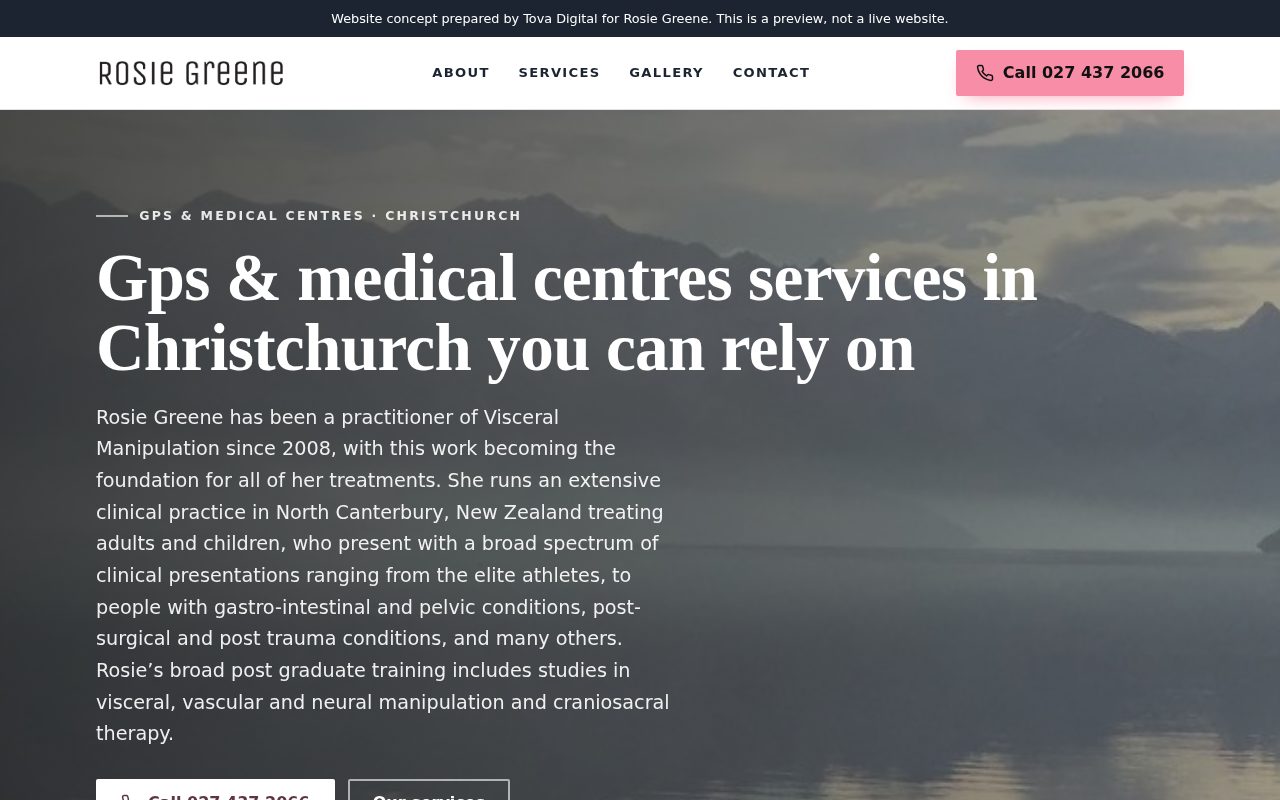 Website concept prepared by Tova Digital for Rosie Greene. This is a preview, not a live website.
Rosie Greene
ABOUT SERVICES GALLERY CONTACT
Call 027 437 2066
GPS & MEDICAL CENTRES · CHRISTCHURCH
Gps & medical centres services in
Christchurch you can rely on
Rosie Greene has been a practitioner of Visceral
Manipulation since 2008, with this work becoming the
foundation for all of her treatments. She runs an extensive
clinical practice in North Canterbury, New Zealand treating
adults and children, who present with a broad spectrum of
clinical presentations ranging from the elite athletes, to
people with gastro-intestinal and pelvic conditions, post-
surgical and post trauma conditions, and many others.
Rosie’s broad post graduate training includes studies in
visceral, vascular and neural manipulation and craniosacral
therapy.
Call 027 437 2066
Our services